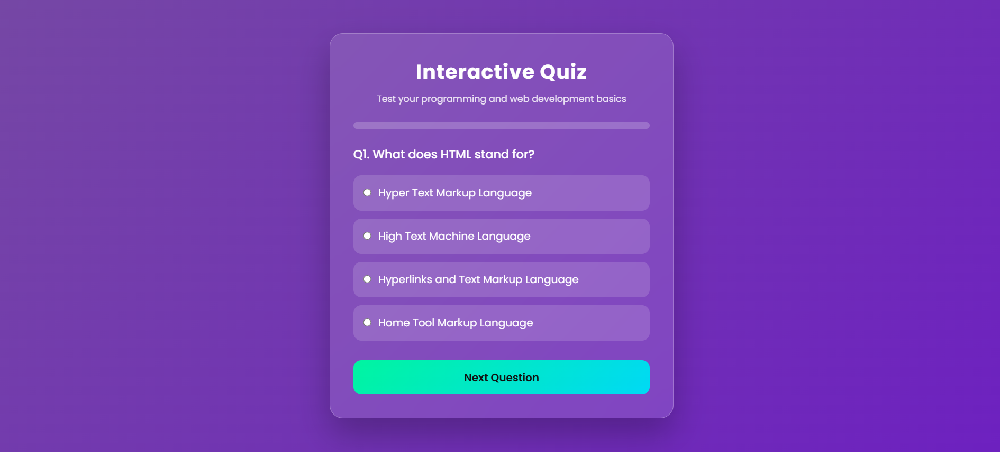 Interactive Quiz
Test your programming and web development basics
Q1. What does HTML stand for?
Hyper Text Markup Language
High Text Machine Language
Hyperlinks and Text Markup Language
Home Tool Markup Language
Next Question